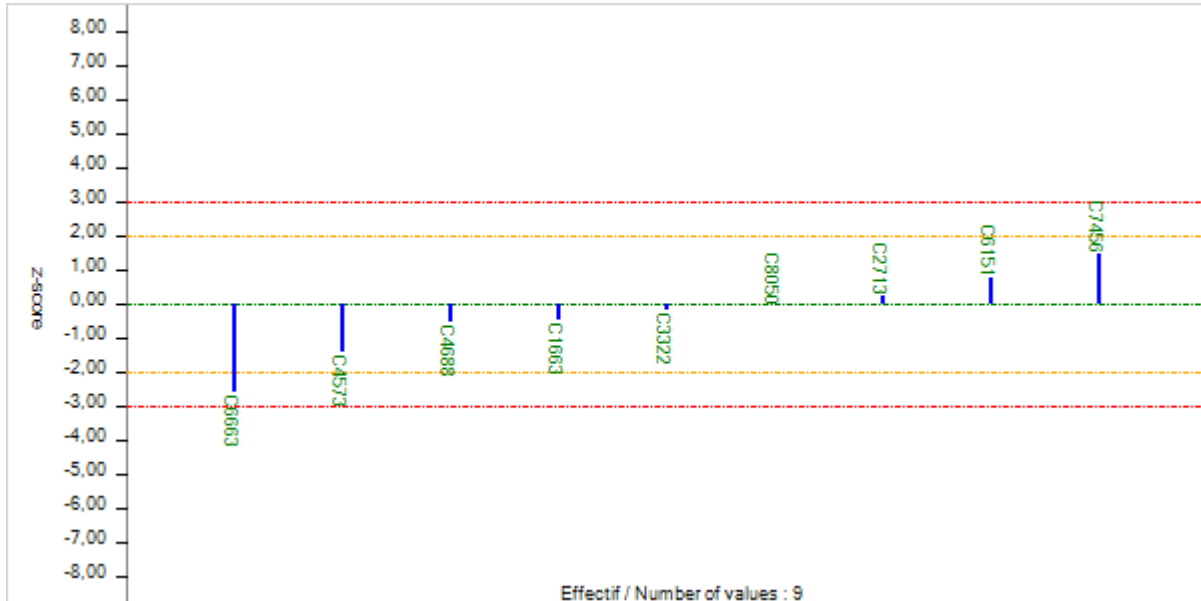 8,00
7,00
6,00
5,00
4,00
3,00
2,00
1,00
0,00
-1,00
-2,00
-3,00
-4,00
-5,00
-6,00
-7,00
-8,00
z-score
C6663
C4573
C4688
C1663
C3322
C8050
C2713
C6151
C7456
Effectif / Number of values : 9